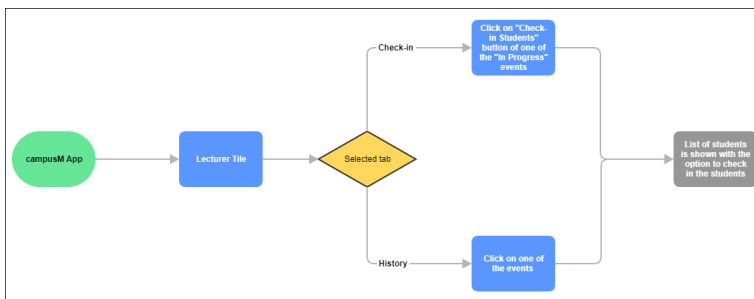 Click on "Check-
in Students"
button of one of
the "In Progress"
events
Check-in
campusM App
Lecturer Tile
Selected tab
List of students
is shown with the
option to check
in the students
History
Click on one of
the events